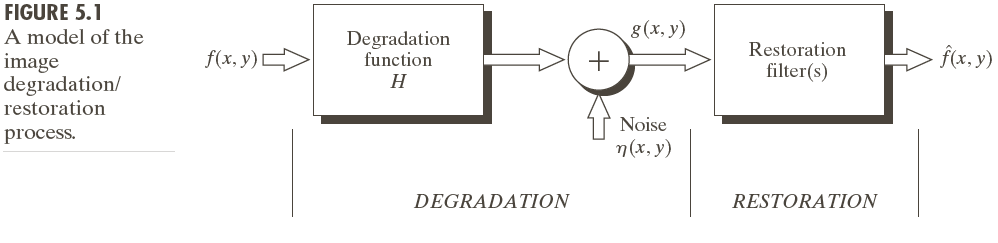 FIGURE 5.1
A model of the
image
degradation/
restoration
process.
f(x, y)
Degradation
function
H
+
g(x, y)
Noise
η(x, y)
Restoration
filter(s)
f̂(x, y)
DEGRADATION
RESTORATION